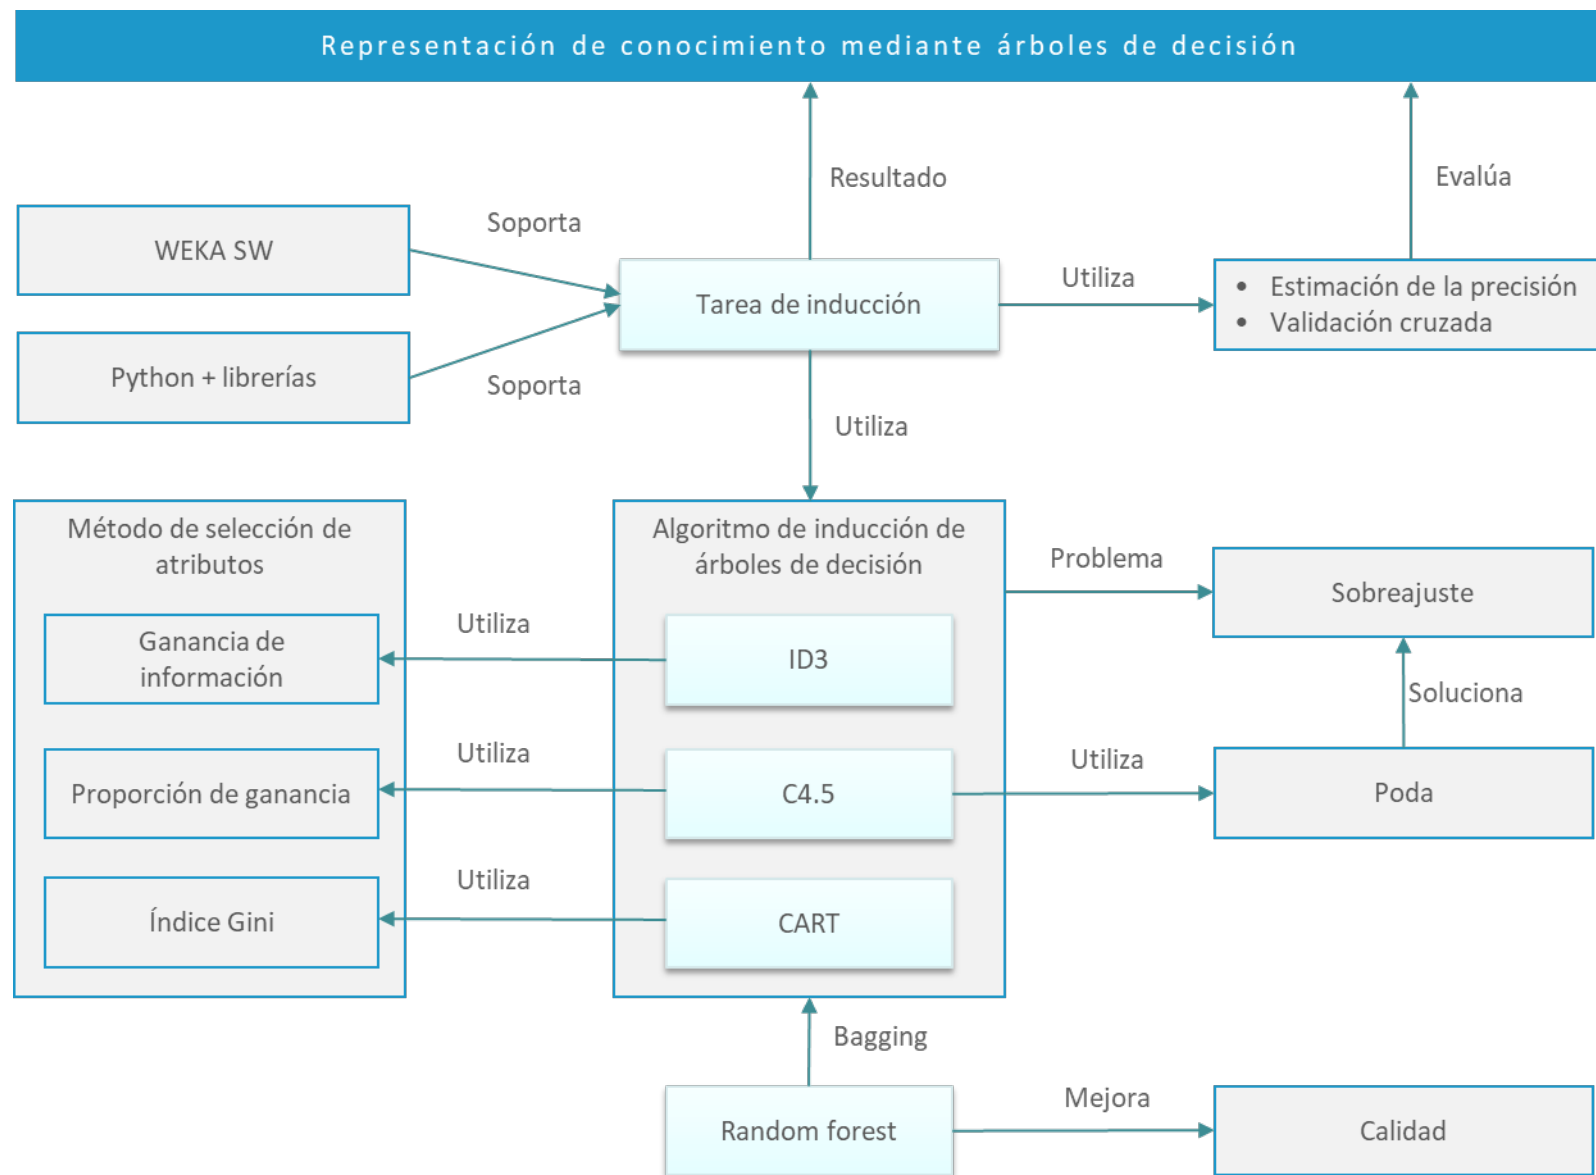 Representación de conocimiento mediante árboles de decisión
Resultado
Evalúa
WEKA SW
Soporta
Tarea de inducción
Utiliza
• Estimación de la precisión
• Validación cruzada
Python + librerías
Soporta
Utiliza
Método de selección de
atributos
Algoritmo de inducción de
árboles de decisión
Problema
Sobreajuste
Ganancia de
información
Utiliza
ID3
Soluciona
Proporción de ganancia
Utiliza
C4.5
Utiliza
Poda
Índice Gini
Utiliza
CART
Bagging
Random forest
Mejora
Calidad